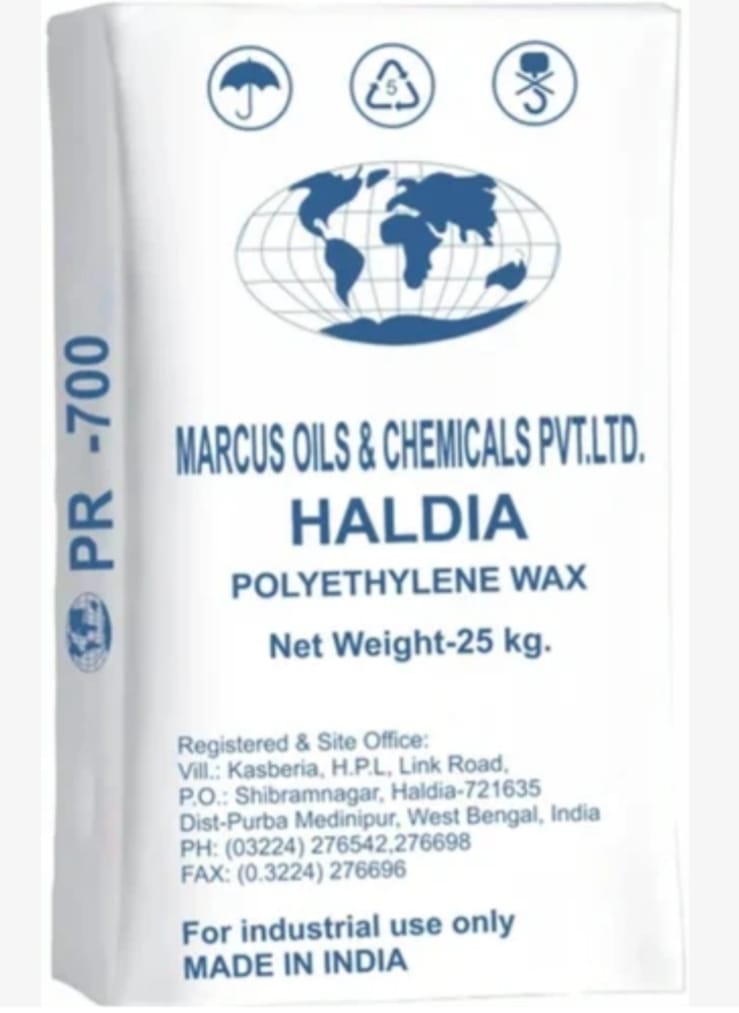 5
MARCUS OILS & CHEMICALS PVT.LTD.
HALDIA
POLYETHYLENE WAX
Net Weight-25 kg.
Registered & Site Office:
Vill.: Kasberia, H.P.L, Link Road,
P.O.: Shibramnagar, Haldia-721635
Dist-Purba Medinipur, West Bengal, India
PH: (03224) 276542,276698
FAX: (0.3224) 276696
For industrial use only
MADE IN INDIA
PR -700